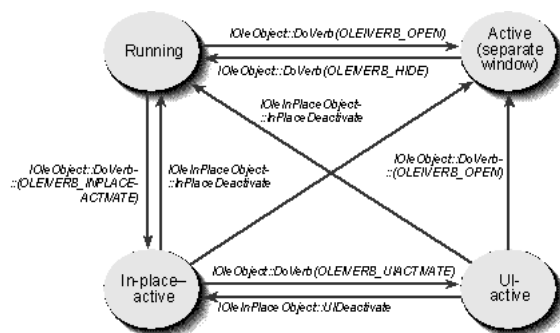 Running
IOleObject::DoVerb(OLEIVERB_OPEN)
IOleObject::DoVerb(OLEIVERB_HIDE)
Active
(separate
window)
IOleInPlaceObject-
::InPlaceDeactivate
IOleObject::DoVerb-
::(OLEIVERB_INPLACE-
ACTIVATE)
IOleInPlaceObject-
::InPlaceDeactivate
IOleObject::DoVerb-
::(OLEIVERB_OPEN)
In-place–
active
IOleObject::DoVerb(OLEIVERB_UIACTIVATE)
IOleInPlaceObject::UIDeactivate
UI-
active